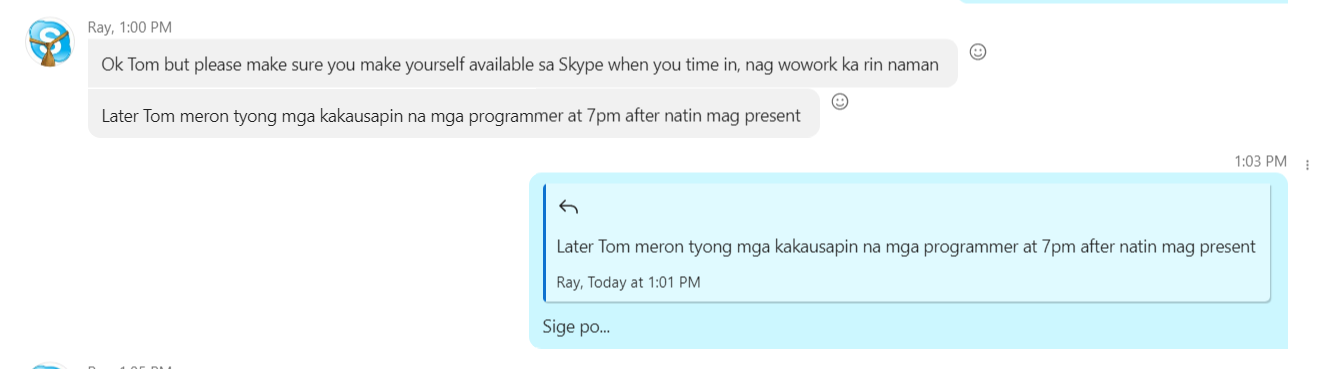 Ray, 1:00 PM
Ok Tom but please make sure you make yourself available sa Skype when you time in, nag wowork ka rin naman
Later Tom meron tyong mga kakausapin na mga programmer at 7pm after natin mag present
1:03 PM
Later Tom meron tyong mga kakausapin na mga programmer at 7pm after natin mag present
Ray, Today at 1:01 PM
Sige po...